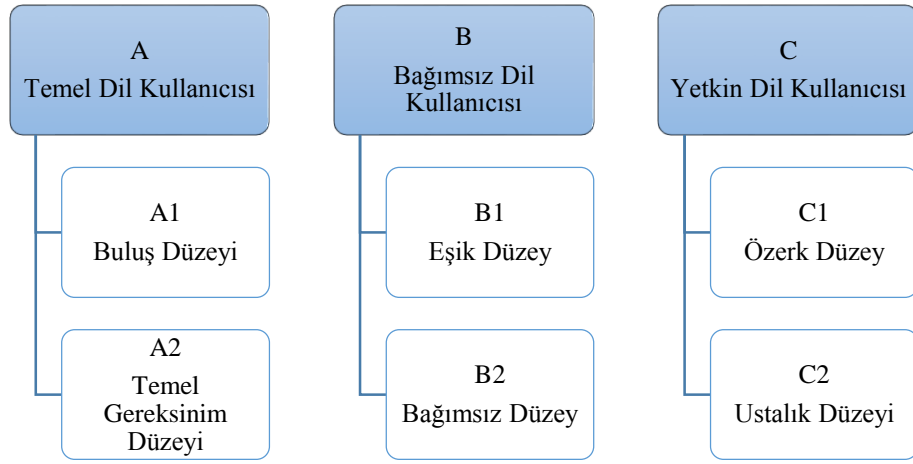 A
Temel Dil Kullanıcısı
A1
Buluş Düzeyi
A2
Temel
Gereksinim
Düzeyi
B
Bağımsız Dil
Kullanıcısı
B1
Eşik Düzey
B2
Bağımsız Düzey
C
Yetkin Dil Kullanıcısı
C1
Özerk Düzey
C2
Ustalık Düzeyi